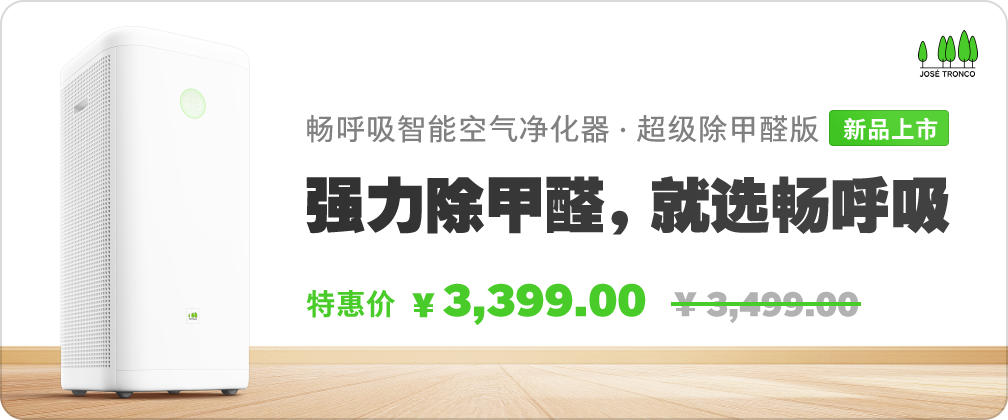 JOSÉ TRONCO
畅呼吸智能空气净化器 · 超级除甲醛版 新品上市
强力除甲醛，就选畅呼吸
特惠价 ¥ 3,399.00 ¥ 3,499.00